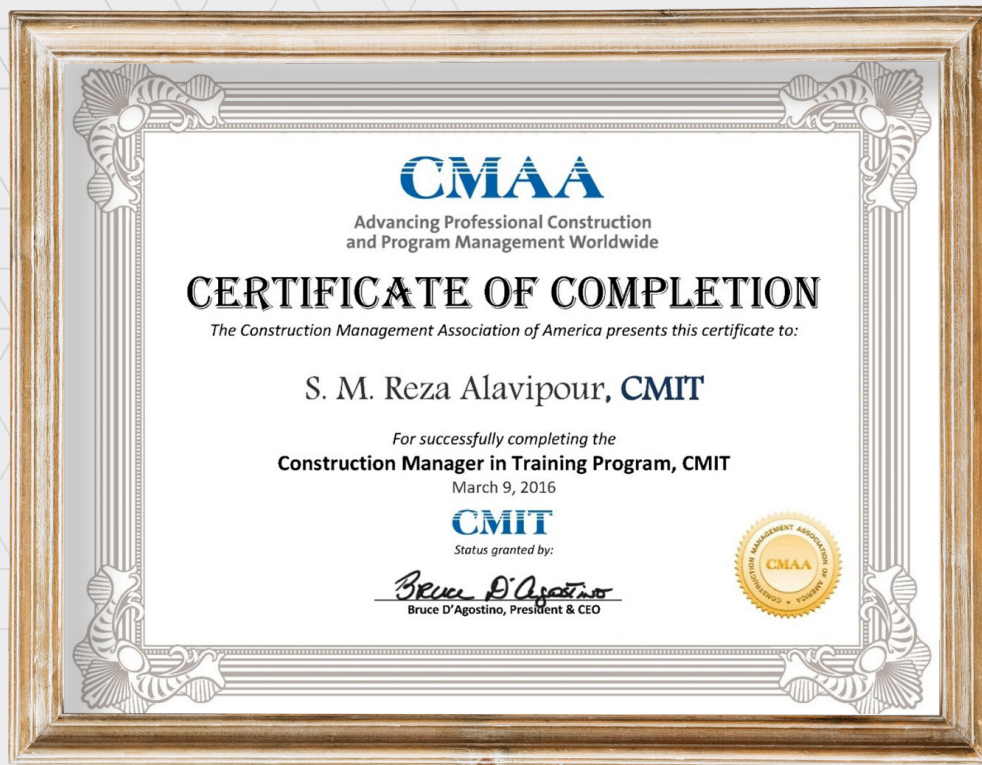 CMAA
Advancing Professional Construction
and Program Management Worldwide
CERTIFICATE OF COMPLETION
The Construction Management Association of America presents this certificate to:
S. M. Reza Alavipour, CMIT
For successfully completing the
Construction Manager in Training Program, CMIT
March 9, 2016
CMIT
Status granted by:
Bruce D'Agostino
Bruce D'Agostino, President & CEO
CONSTRUCTION MANAGEMENT ASSOCIATION OF AMERICA
CMAA